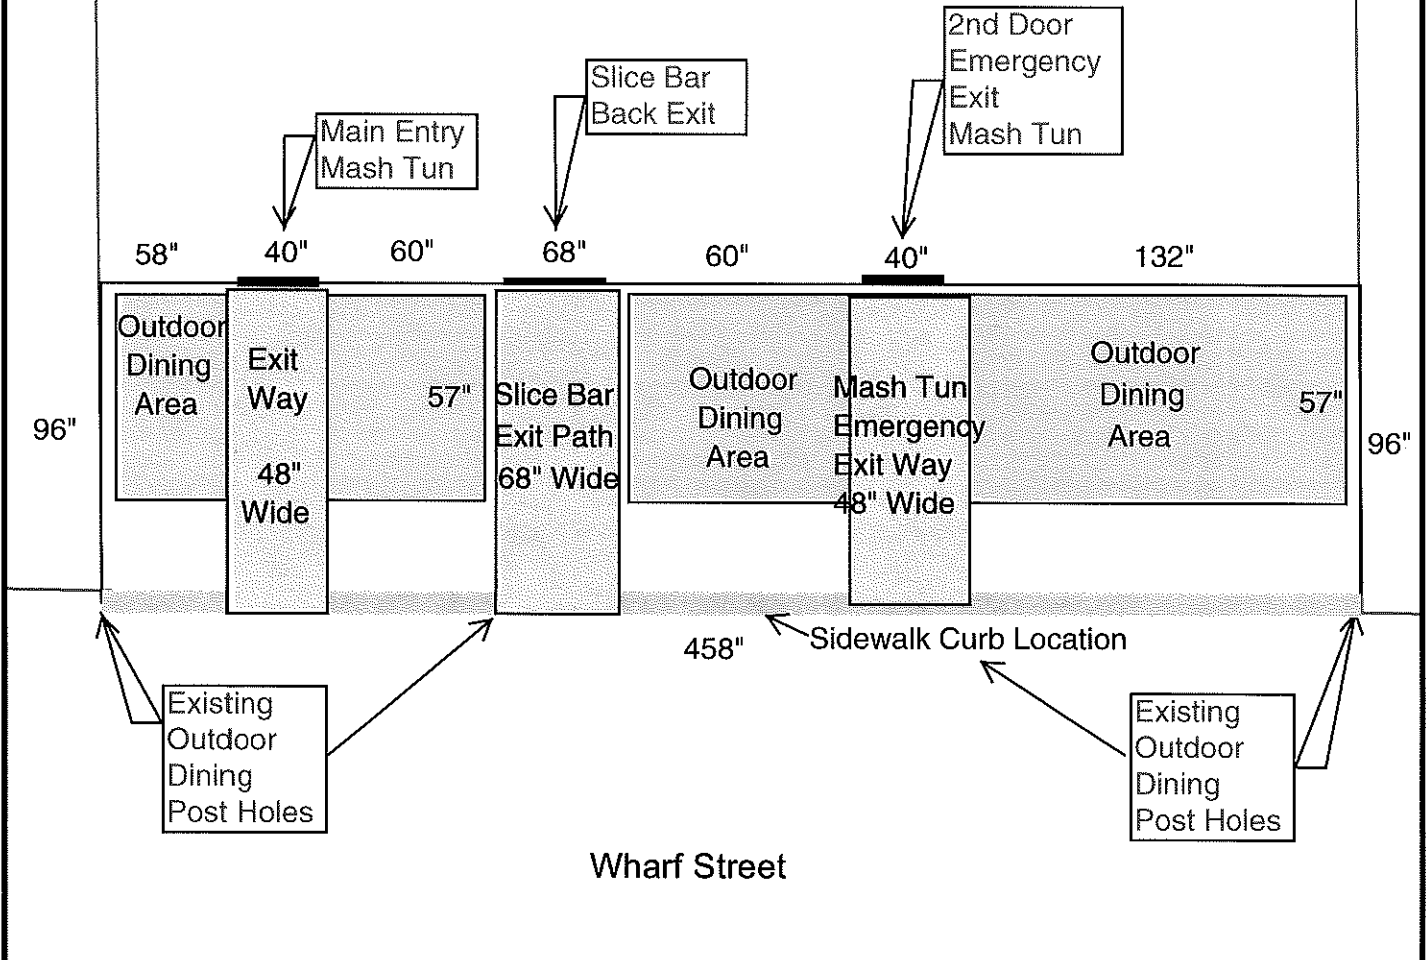 2nd Door
Emergency
Exit
Mash Tun
Slice Bar
Back Exit
Main Entry
Mash Tun
58"
40"
60"
68"
60"
40"
132"
Outdoor
Dining
Area
Exit
Way
48"
Wide
57"
Slice Bar
Exit Path
68" Wide
Outdoor
Dining
Area
Mash Tun
Emergency
Exit Way
48" Wide
Outdoor
Dining
Area
57"
96"
96"
458"
Sidewalk Curb Location
Existing
Outdoor
Dining
Post Holes
Existing
Outdoor
Dining
Post Holes
Wharf Street